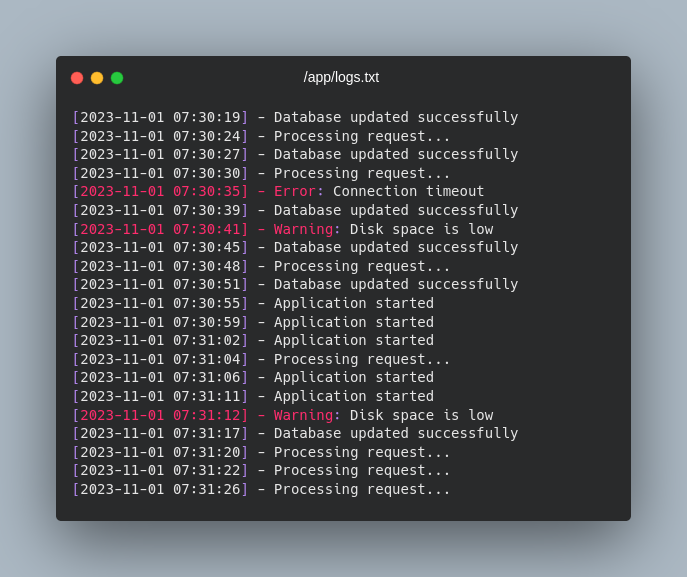 /app/logs.txt
[2023-11-01 07:30:19] - Database updated successfully
[2023-11-01 07:30:24] - Processing request...
[2023-11-01 07:30:27] - Database updated successfully
[2023-11-01 07:30:30] - Processing request...
[2023-11-01 07:30:35] - Error: Connection timeout
[2023-11-01 07:30:39] - Database updated successfully
[2023-11-01 07:30:41] - Warning: Disk space is low
[2023-11-01 07:30:45] - Database updated successfully
[2023-11-01 07:30:48] - Processing request...
[2023-11-01 07:30:51] - Database updated successfully
[2023-11-01 07:30:55] - Application started
[2023-11-01 07:30:59] - Application started
[2023-11-01 07:31:02] - Application started
[2023-11-01 07:31:04] - Processing request...
[2023-11-01 07:31:06] - Application started
[2023-11-01 07:31:11] - Application started
[2023-11-01 07:31:12] - Warning: Disk space is low
[2023-11-01 07:31:17] - Database updated successfully
[2023-11-01 07:31:20] - Processing request...
[2023-11-01 07:31:22] - Processing request...
[2023-11-01 07:31:26] - Processing request...